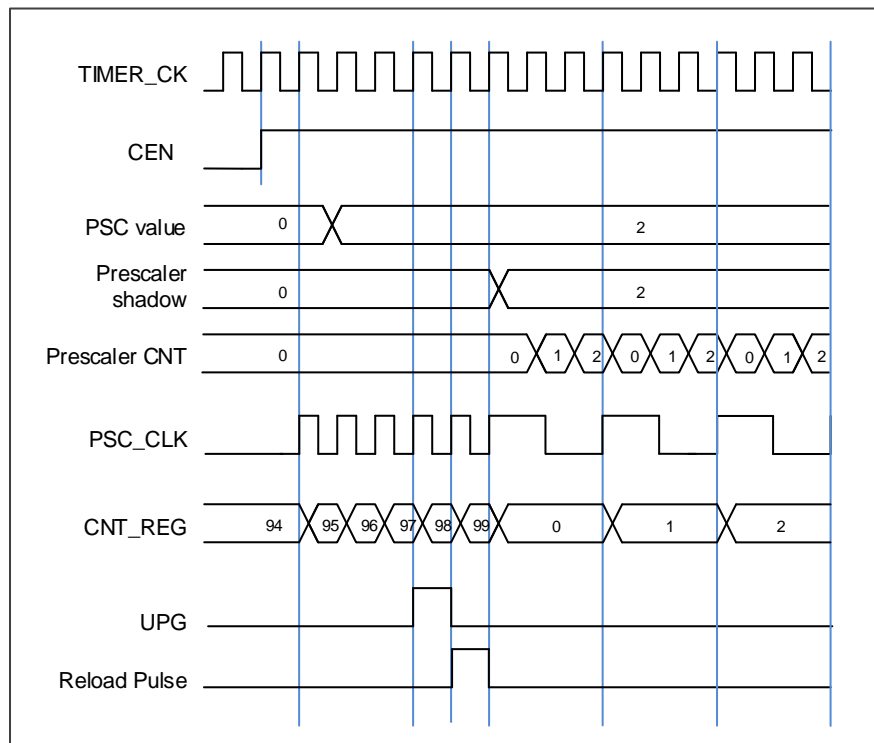 TIMER_CK
CEN
PSC value 0 2
Prescaler
shadow 0 2
Prescaler CNT 0 0 1 2 0 1 2 0 1 2
PSC_CLK
CNT_REG 94 95 96 97 98 99 0 1 2
UPG
Reload Pulse